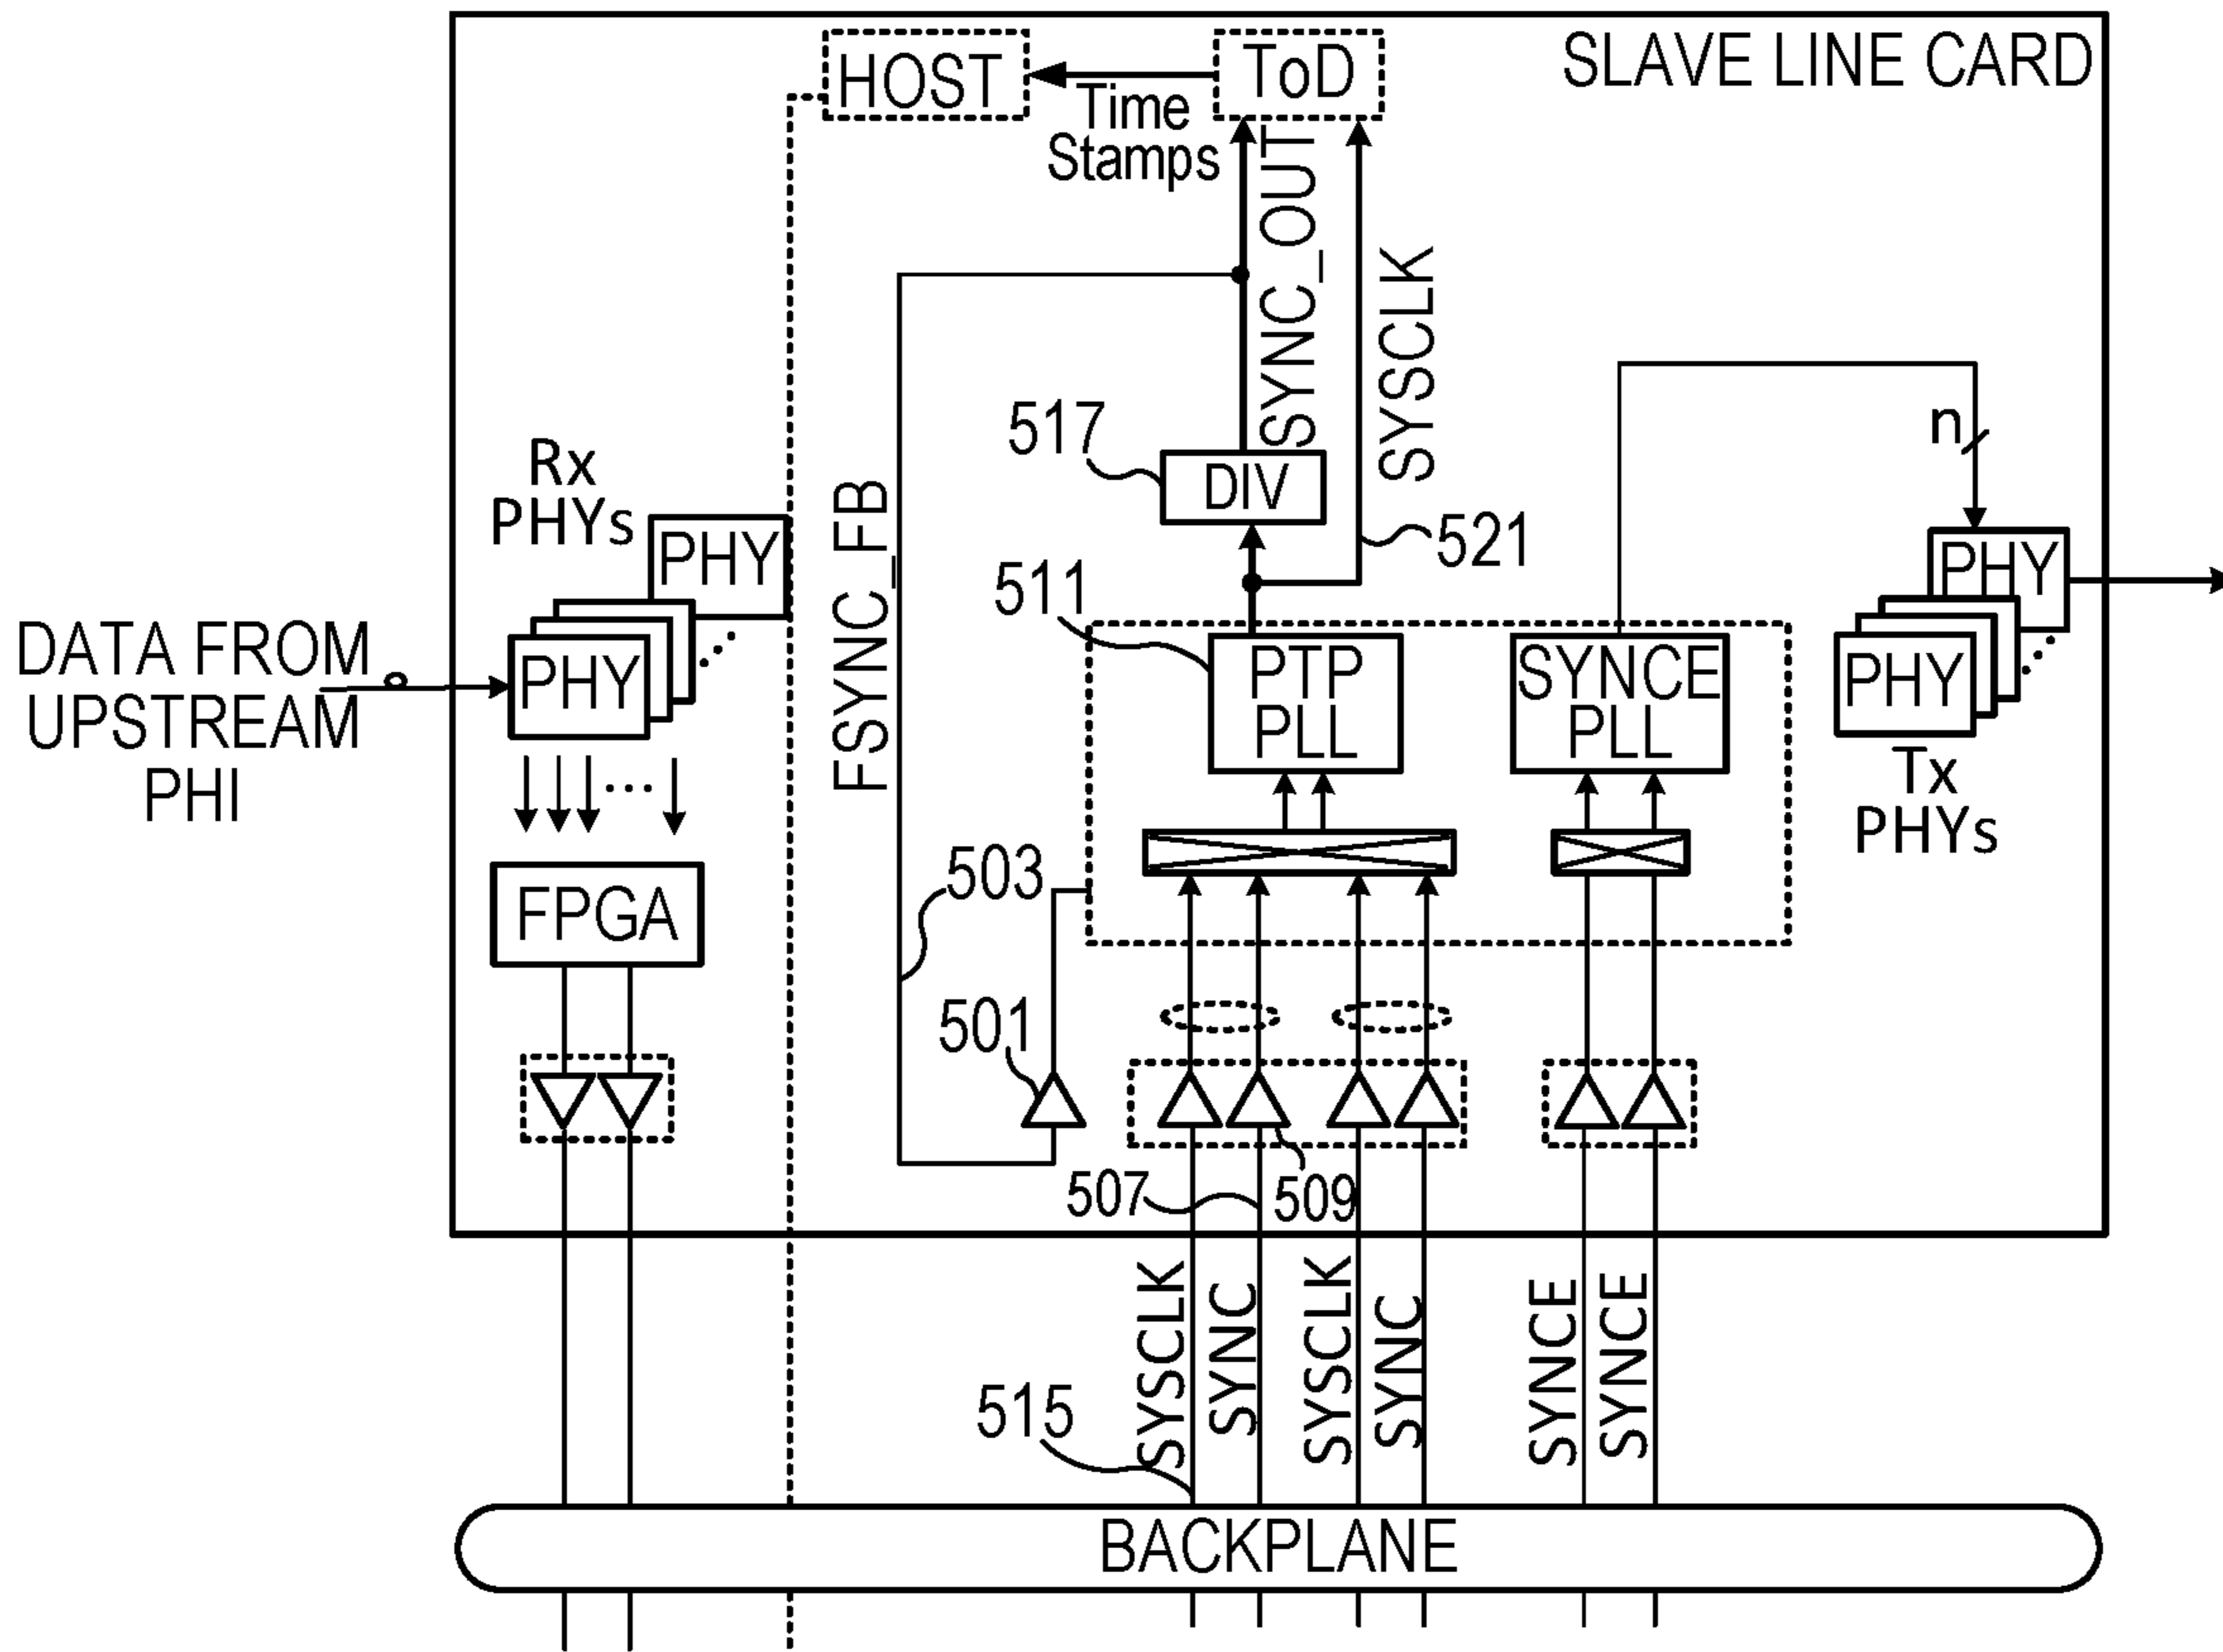 SLAVE LINE CARD
HOST
ToD
Time
Stamps
SYNC_OUT
SYSCLK
517
DIV
n
Rx
PHYs
PHY
FSYNC_FB
521
511
PHY
DATA FROM
UPSTREAM
PHI
PHY
PTP
PLL
SYNCE
PLL
PHY
Tx
PHYs
503
FPGA
501
507
509
SYSCLK
SYNC
SYSCLK
SYNC
SYNCE
SYNCE
515
BACKPLANE